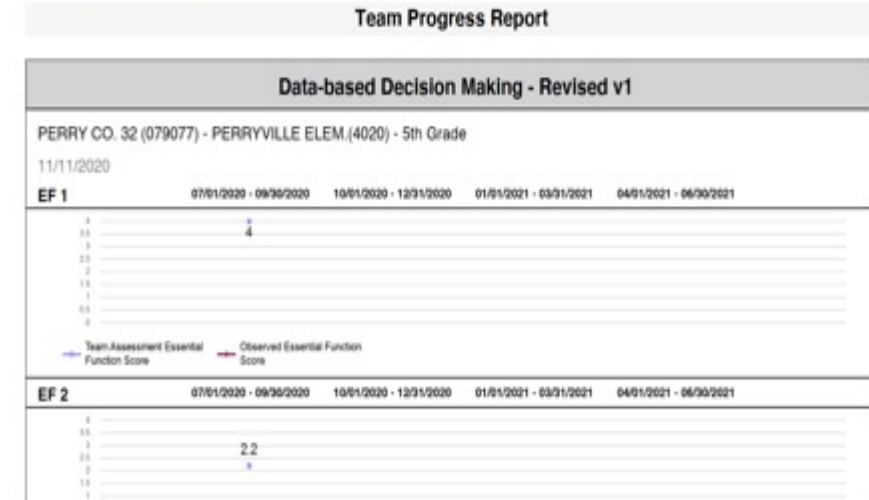 Team Progress Report
Data-based Decision Making - Revised v1
PERRY CO. 32 (079077) - PERRYVILLE ELEM.(4020) - 5th Grade
11/11/2020
EF 1 07/01/2020 - 09/30/2020 10/01/2020 - 12/31/2020 01/01/2021 - 03/31/2021 04/01/2021 - 06/30/2021
4
3.5
4
3
2.5
2
1.5
1
0.5
0
Team Assessment Essential Function Score
Observed Essential Function Score
EF 2 07/01/2020 - 09/30/2020 10/01/2020 - 12/31/2020 01/01/2021 - 03/31/2021 04/01/2021 - 06/30/2021
4
3.5
3
2.2
2.5
2
1.5
1